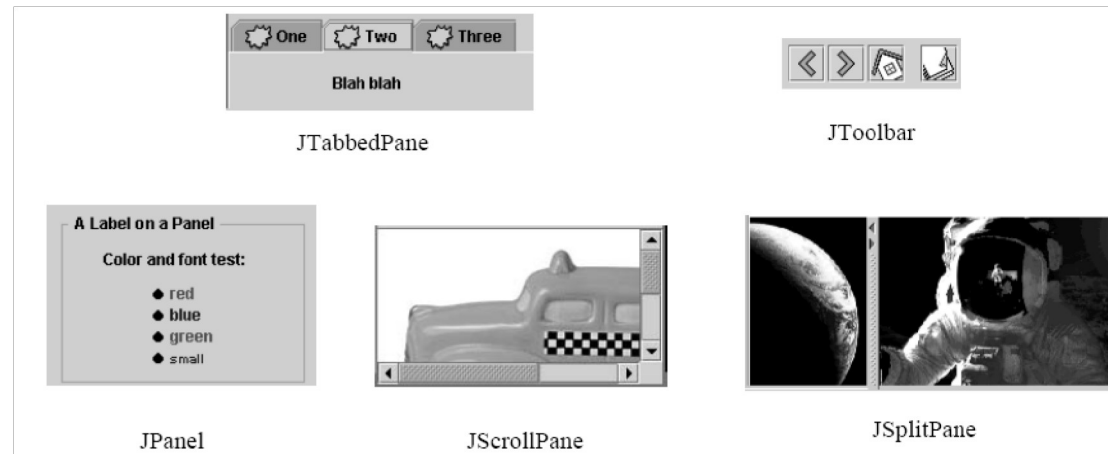 One Two Three
Blah blah
JTabbedPane
JToolbar
A Label on a Panel
Color and font test:
red
blue
green
small
JPanel
JScrollPane
JSplitPane